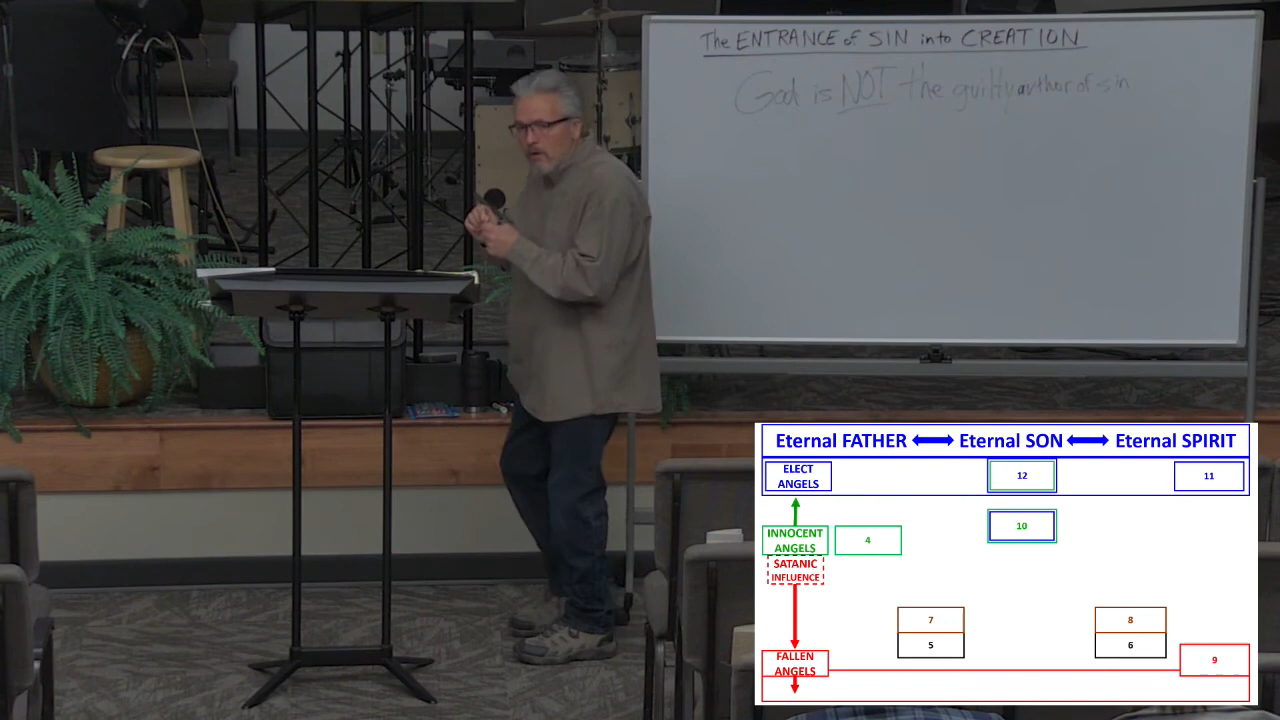 The ENTRANCE of SIN into CREATION
God is NOT the guilty author of sin
Eternal FATHER Eternal SON Eternal SPIRIT
ELECT
ANGELS
12
11
INNOCENT
ANGELS
4
10
SATANIC
INFLUENCE
7
8
5
6
FALLEN
ANGELS
9